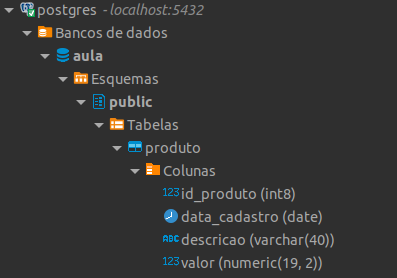 postgres - localhost:5432
Bancos de dados
aula
Esquemas
public
Tabelas
produto
Colunas
123 id_produto (int8)
data_cadastro (date)
ABC descricao (varchar(40))
123 valor (numeric(19, 2))